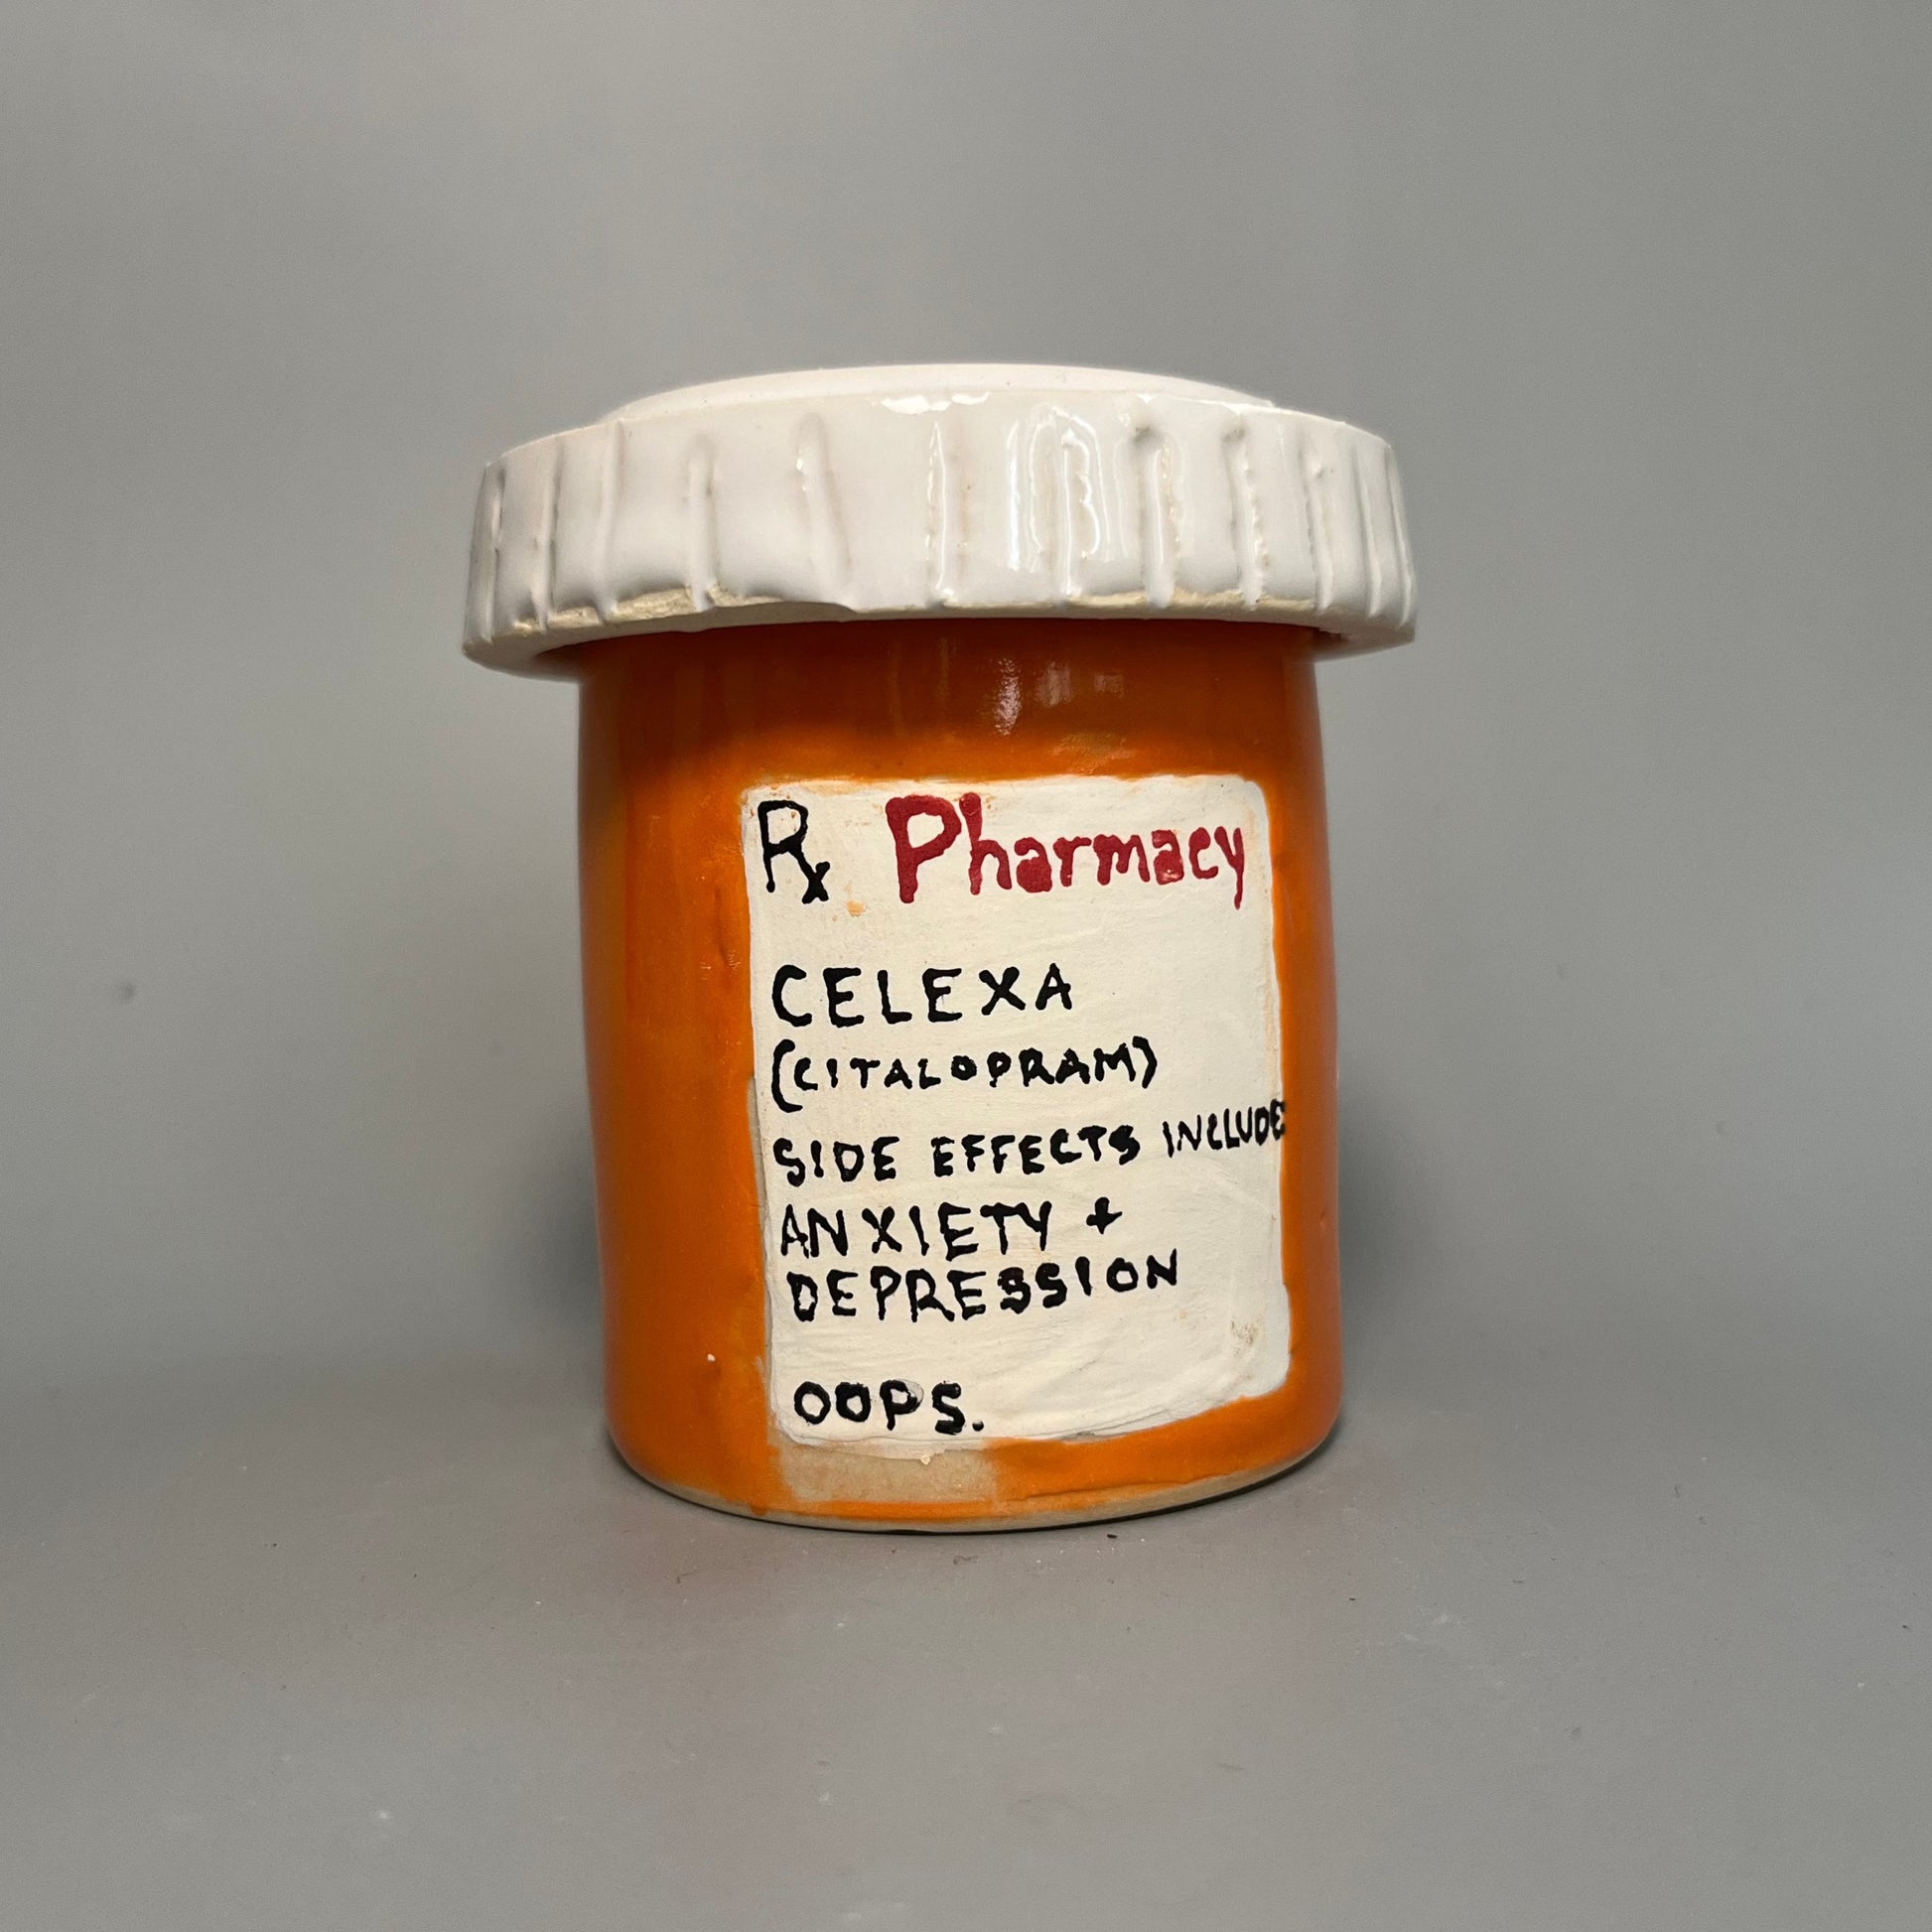 Rx Pharmacy
CELEXA
(CITALOPRAM)
SIDE EFFECTS INCLUDE
ANXIETY +
DEPRESSION
OOPS.